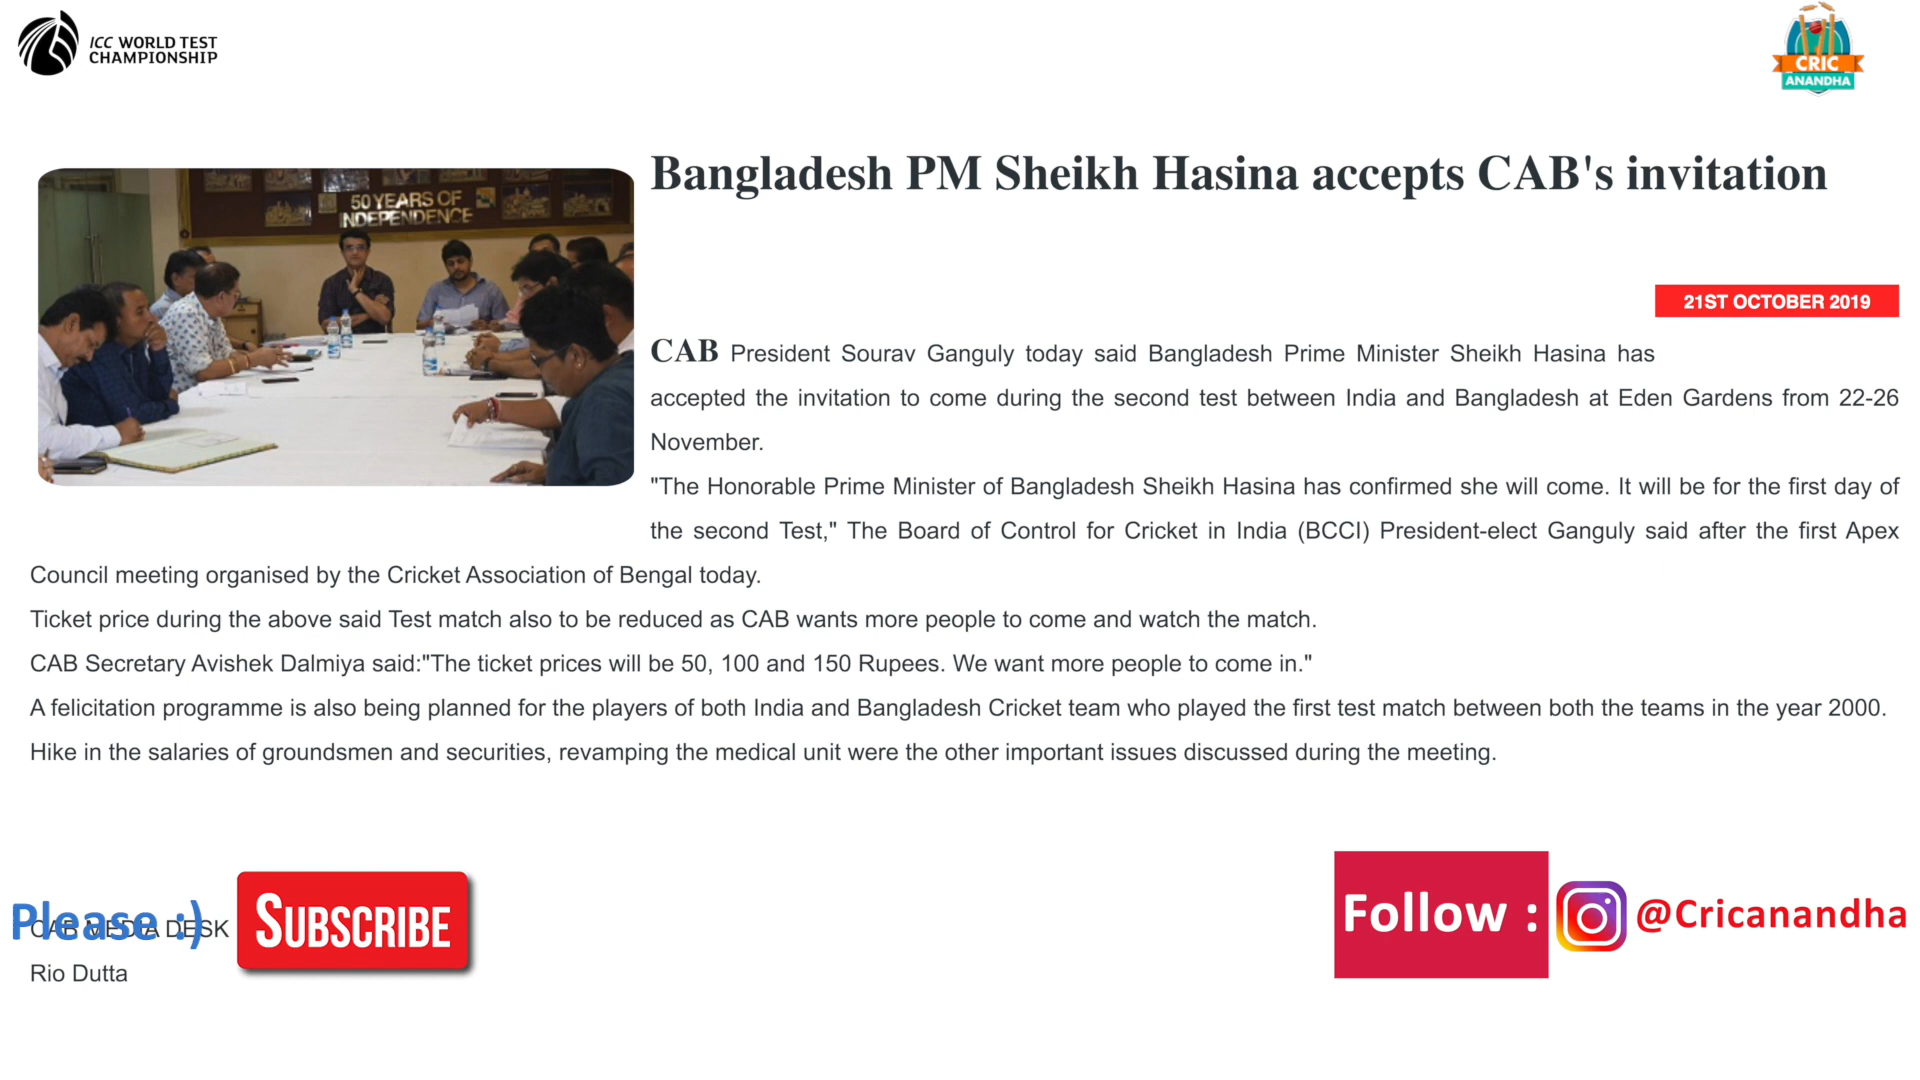 ICC WORLD TEST
CHAMPIONSHIP
CRIC
ANANDHA
50 YEARS OF
INDEPENDENCE
Bangladesh PM Sheikh Hasina accepts CAB's invitation
21ST OCTOBER 2019
CAB President Sourav Ganguly today said Bangladesh Prime Minister Sheikh Hasina has
accepted the invitation to come during the second test between India and Bangladesh at Eden Gardens from 22-26
November.
"The Honorable Prime Minister of Bangladesh Sheikh Hasina has confirmed she will come. It will be for the first day of
the second Test," The Board of Control for Cricket in India (BCCI) President-elect Ganguly said after the first Apex
Council meeting organised by the Cricket Association of Bengal today.
Ticket price during the above said Test match also to be reduced as CAB wants more people to come and watch the match.
CAB Secretary Avishek Dalmiya said:"The ticket prices will be 50, 100 and 150 Rupees. We want more people to come in."
A felicitation programme is also being planned for the players of both India and Bangladesh Cricket team who played the first test match between both the teams in the year 2000.
Hike in the salaries of groundsmen and securities, revamping the medical unit were the other important issues discussed during the meeting.
Please :)
CAB MEDIA DESK
SUBSCRIBE
Rio Dutta
Follow :
@Cricanandha